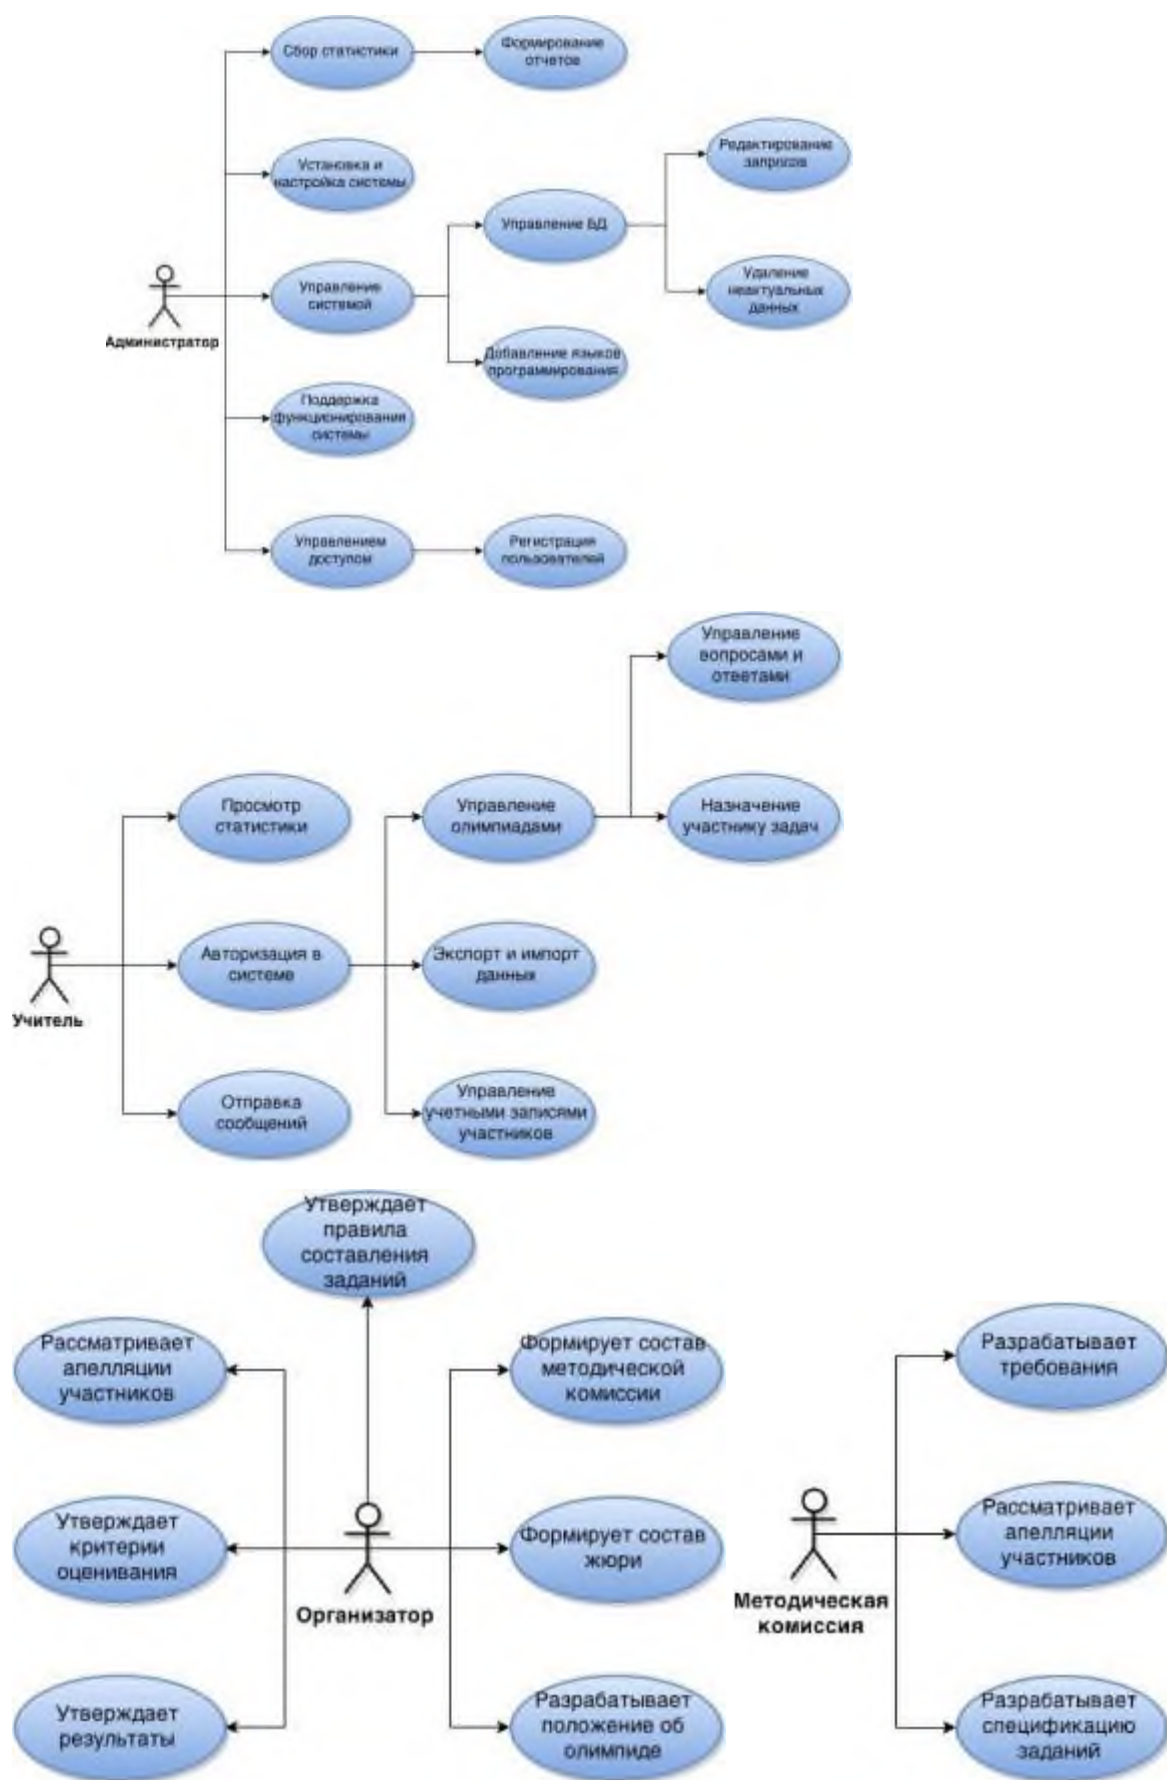 Сбор статистики
Формирование
отчетов
Установка и
настройка системы
Редактирование
запросов
Управление БД
Удаление
неактуальных
данных
Управление
системой
Администратор
Добавление языков
программирования
Поддержка
функционирования
системы
Управлением
доступом
Регистрация
пользователей
Управление
вопросами и
ответами
Просмотр
статистики
Управление
олимпиадами
Назначение
участнику задач
Авторизация в
системе
Экспорт и импорт
данных
Учитель
Отправка
сообщений
Управление
учетными записями
участников
Утверждает
правила
составления
заданий
Рассматривает
апелляции
участников
Формирует состав
методической
комиссии
Разрабатывает
требования
Утверждает
критерии
оценивания
Организатор
Формирует состав
жюри
Методическая
комиссия
Рассматривает
апелляции
участников
Утверждает
результаты
Разрабатывает
положение об
олимпиде
Разрабатывает
спецификацию
заданий